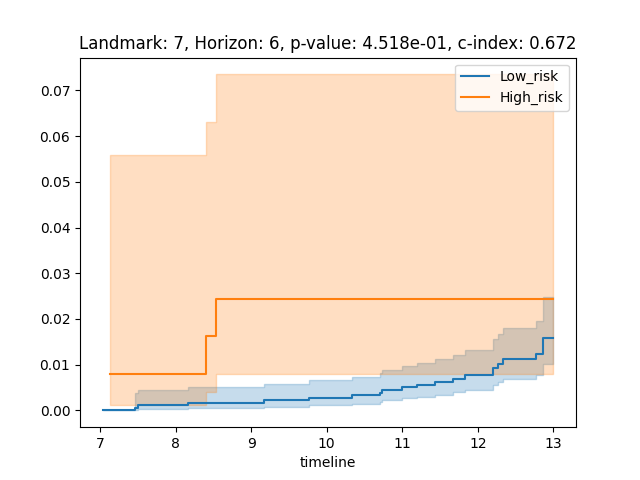 Landmark: 7, Horizon: 6, p-value: 4.518e-01, c-index: 0.672
Low_risk
High_risk
0.07
0.06
0.05
0.04
0.03
0.02
0.01
0.00
7 8 9 10 11 12 13
timeline